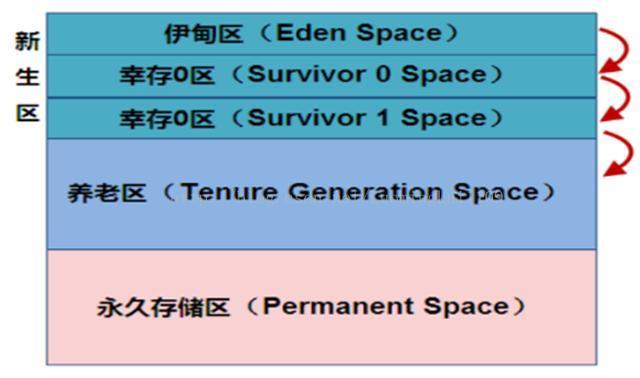 新
生
区
伊甸区（Eden Space）
幸存0区（Survivor 0 Space）
幸存0区（Survivor 1 Space）
养老区（Tenure Generation Space）
永久存储区（Permanent Space）